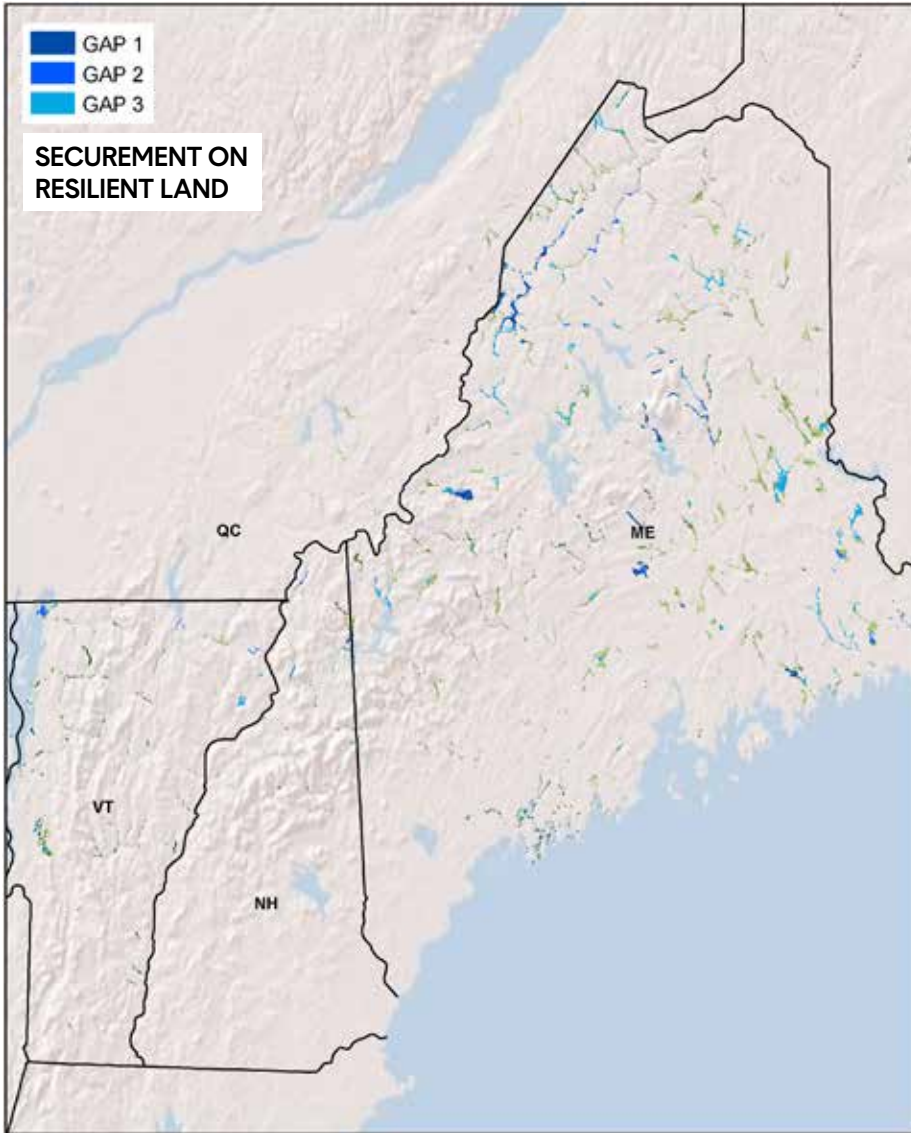 GAP 1
GAP 2
GAP 3
SECUREMENT ON
RESILIENT LAND
QC
ME
VT
NH